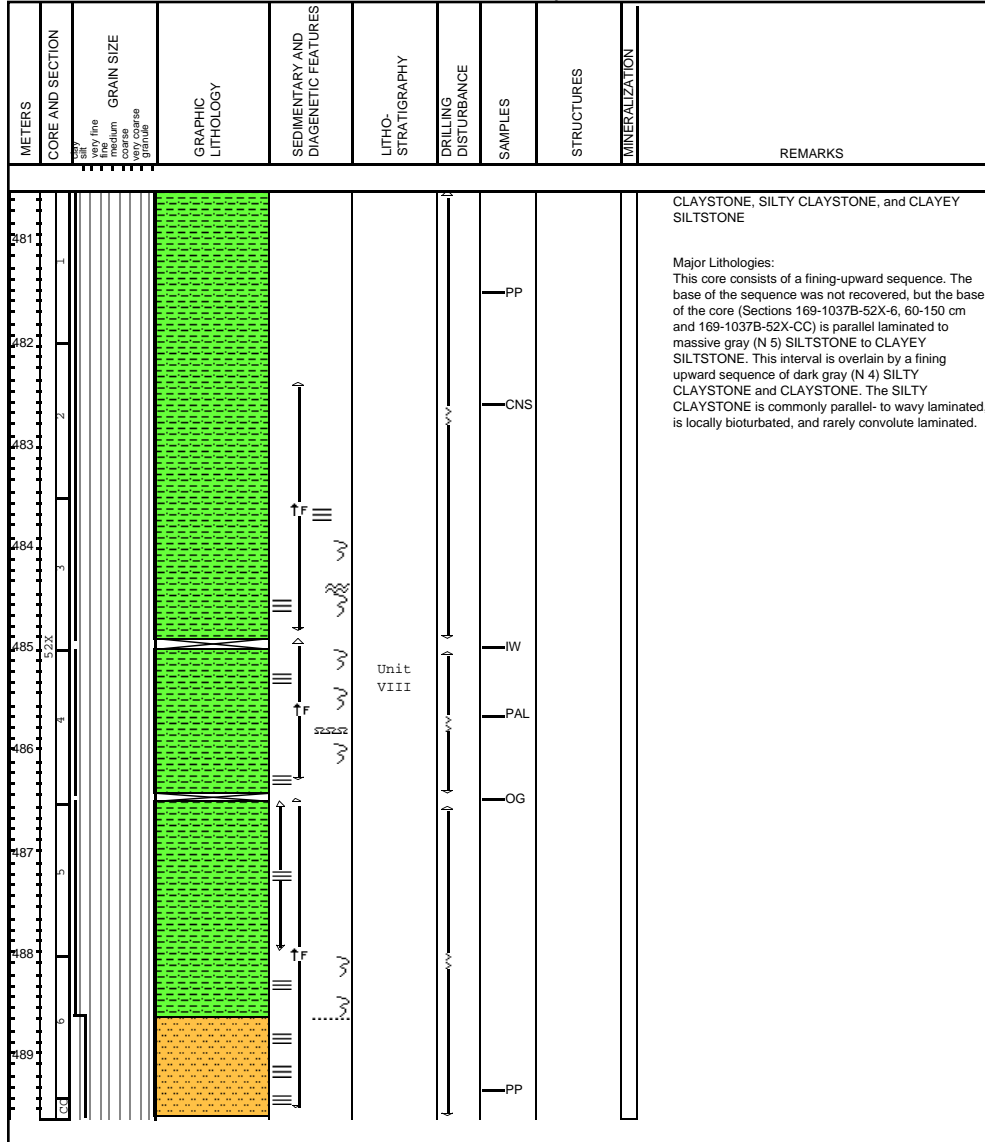 METERS
CORE AND SECTION
GRAIN SIZE
clay
silt
very fine
fine
medium
coarse
very coarse
granule
GRAPHIC
LITHOLOGY
SEDIMENTARY AND
DIAGENETIC FEATURES
LITHO-
STRATIGRAPHY
DRILLING
DISTURBANCE
SAMPLES
STRUCTURES
MINERALIZATION
REMARKS
CLAYSTONE, SILTY CLAYSTONE, and CLAYEY
SILTSTONE
481
1
Major Lithologies:
This core consists of a fining-upward sequence. The
base of the sequence was not recovered, but the base
of the core (Sections 169-1037B-52X-6, 60-150 cm
and 169-1037B-52X-CC) is parallel laminated to
massive gray (N 5) SILTSTONE to CLAYEY
SILTSTONE. This interval is overlain by a fining
upward sequence of dark gray (N 4) SILTY
CLAYSTONE and CLAYSTONE. The SILTY
CLAYSTONE is commonly parallel- to wavy laminated,
is locally bioturbated, and rarely convolute laminated.
PP
482
CNS
2
483
F
484
3
485
52X
IW
Unit
VIII
F
PAL
4
486
OG
487
5
488
F
6
489
PP
CC